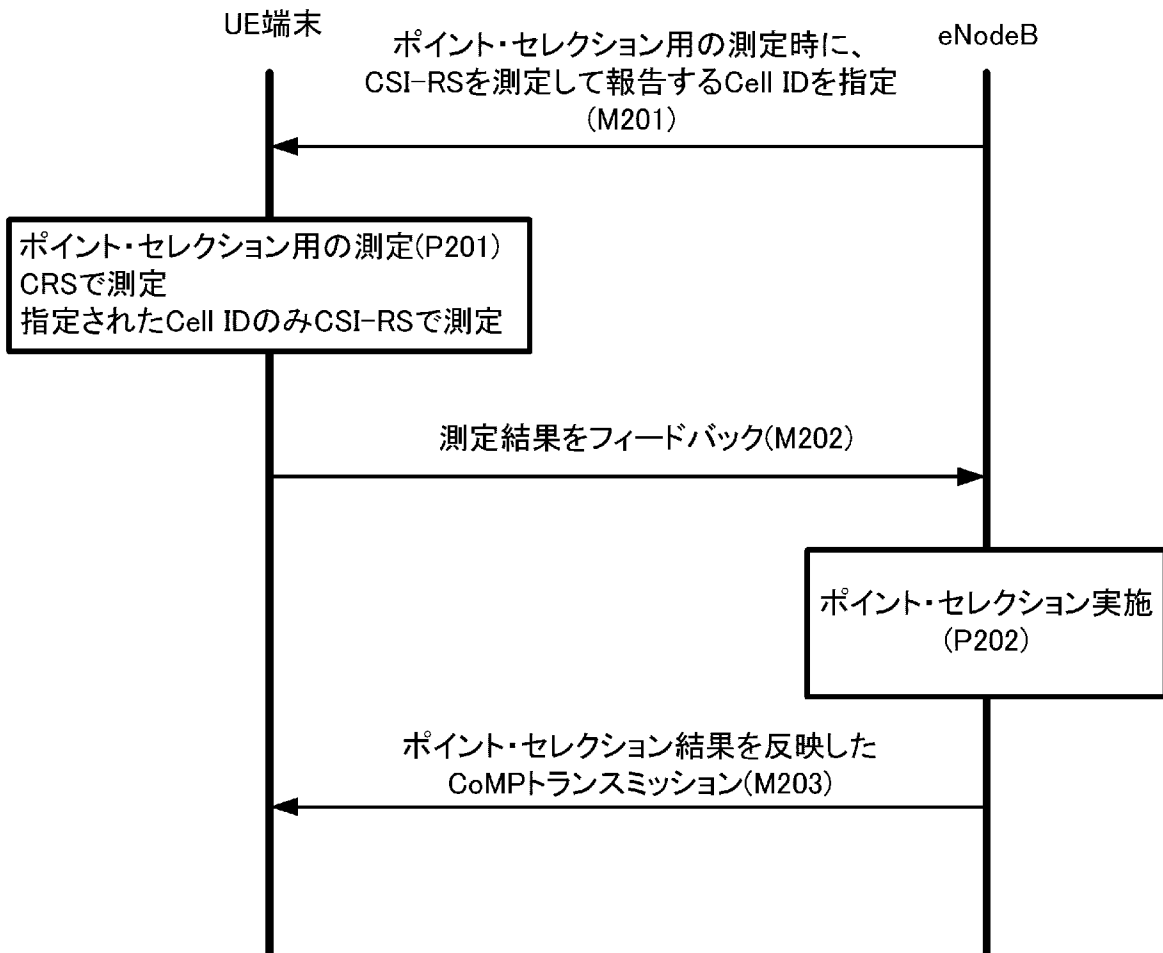 UE端末
eNodeB
ポイント・セレクション用の測定時に、
CSI-RSを測定して報告するCell IDを指定
(M201)
ポイント・セレクション用の測定(P201)
CRSで測定
指定されたCell IDのみCSI-RSで測定
測定結果をフィードバック(M202)
ポイント・セレクション実施
(P202)
ポイント・セレクション結果を反映した
CoMPトランスミッション(M203)